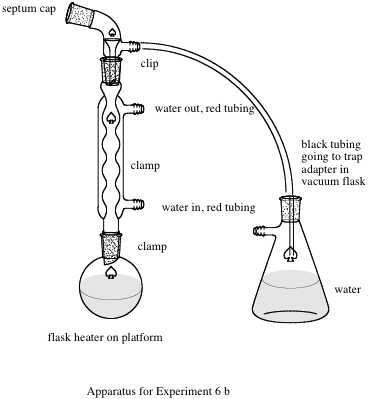 septum cap
clip
water out, red tubing
black tubing
going to trap
adapter in
vacuum flask
clamp
water in, red tubing
clamp
water
flask heater on platform
Apparatus for Experiment 6 b